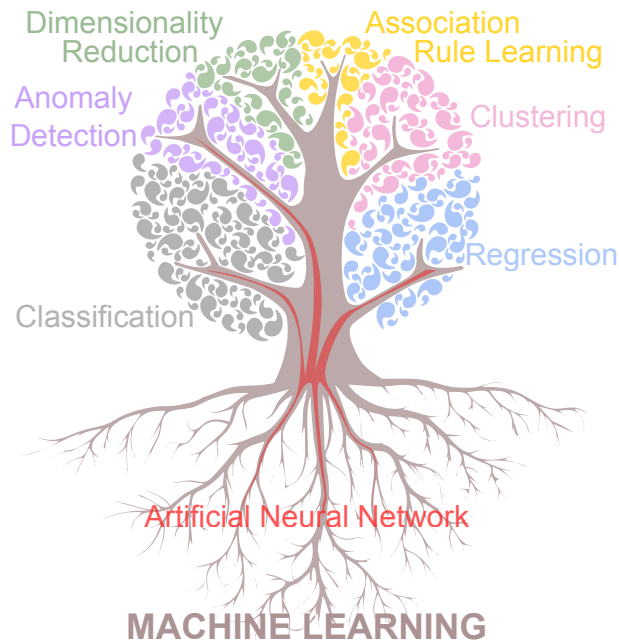 Dimensionality
Reduction
Association
Rule Learning
Anomaly
Detection
Clustering
Regression
Classification
Artificial Neural Network
MACHINE LEARNING